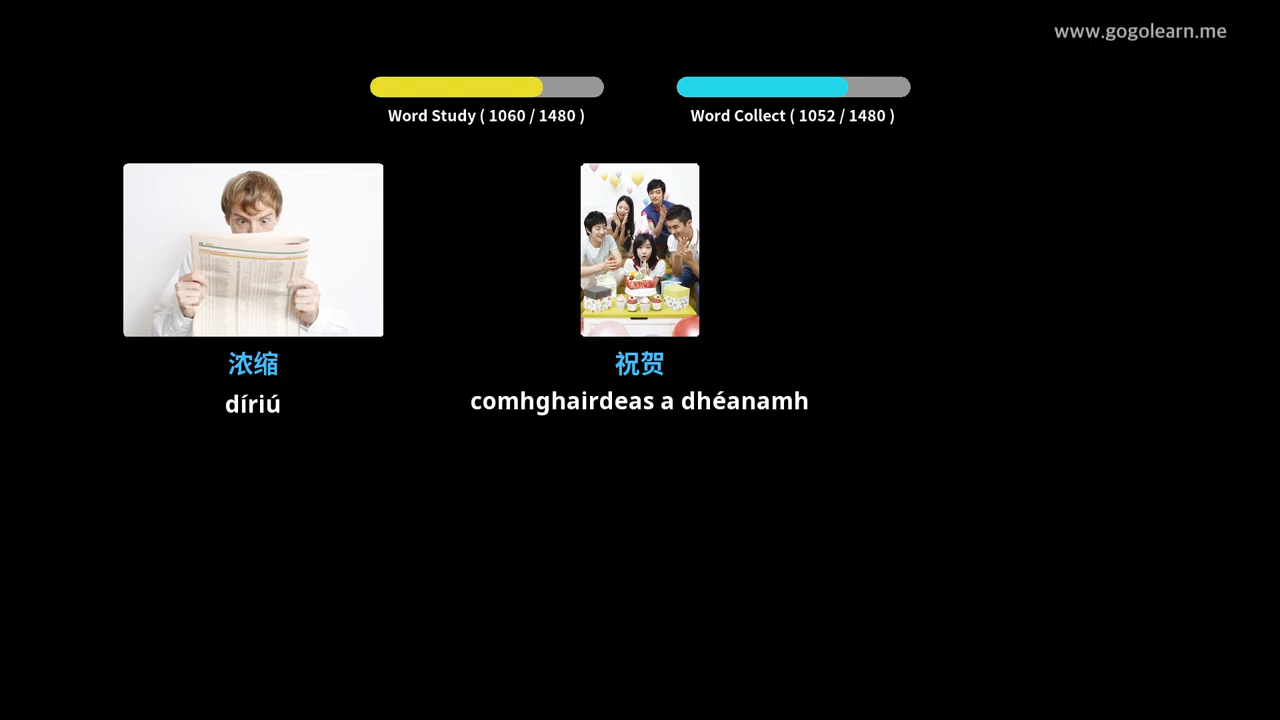 www.gogolearn.me
Word Study ( 1060 / 1480 )
Word Collect ( 1052 / 1480 )
浓缩
díriú
祝贺
comhghairdeas a dhéanamh